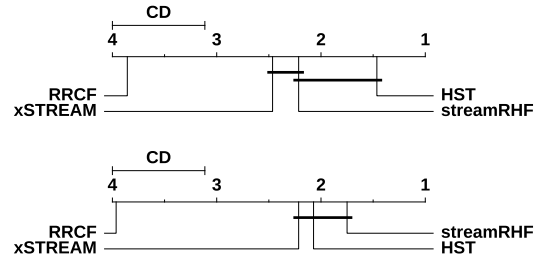 CD
4 3 2 1
RRCF HST
xSTREAM streamRHF
CD
4 3 2 1
RRCF streamRHF
xSTREAM HST